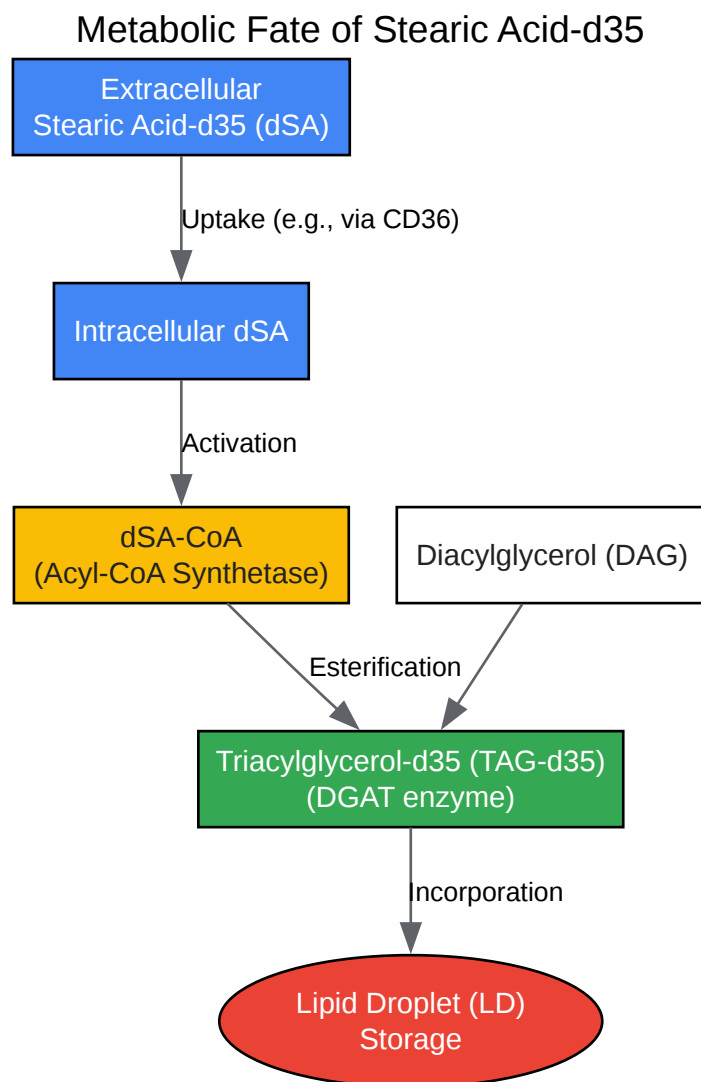 Metabolic Fate of Stearic Acid-d35
Extracellular
Stearic Acid-d35 (dSA)
Uptake (e.g., via CD36)
Intracellular dSA
Activation
dSA-CoA
(Acyl-CoA Synthetase)
Diacylglycerol (DAG)
Esterification
Triacylglycerol-d35 (TAG-d35)
(DGAT enzyme)
Incorporation
Lipid Droplet (LD)
Storage